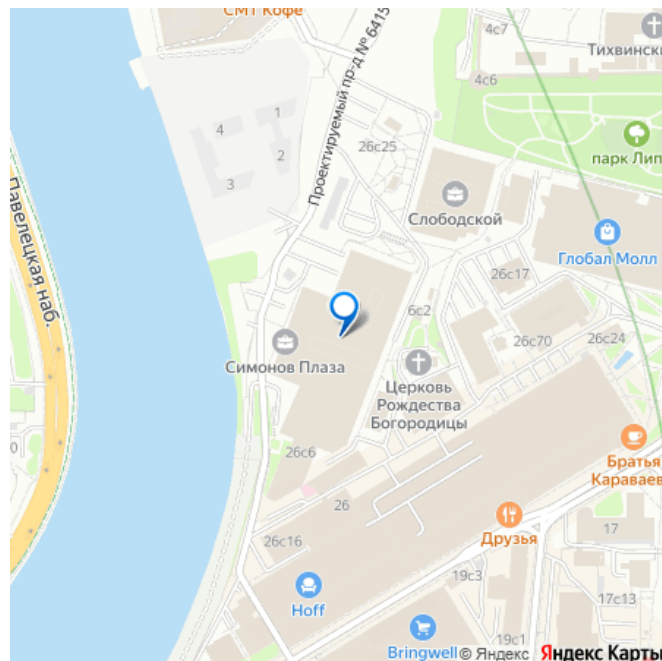 СМТ Кофе
4с7
Тихвински
4с6
Проектируемый пр-д № 6415
4
1
2
3
26с25
парк Лип
Слободской
Павелецкая наб.
Глобал Молл
26с17
6с2
26с70
26с24
Симонов Плаза
Церковь
Рождества
Богородицы
26с6
Братья
Караваев
26
Друзья
17
26с16
19с3
17с13
Hoff
19с1
Bringwell
© Яндекс Яндекс Карты